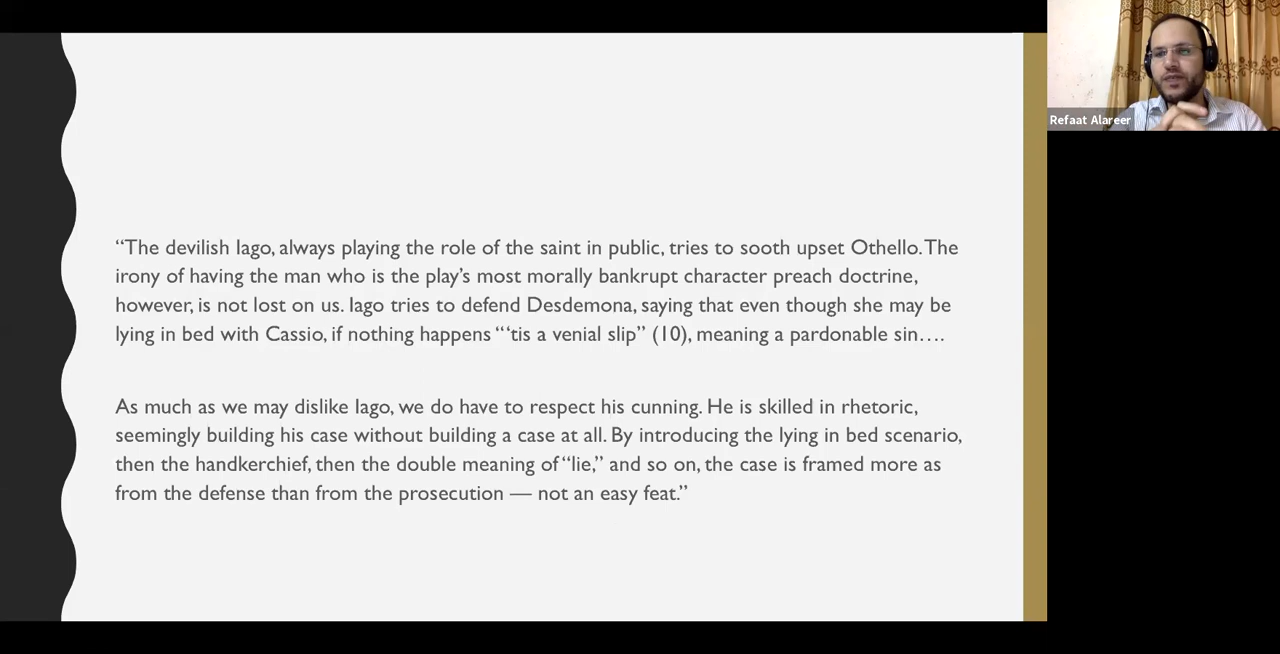 “The devilish Iago, always playing the role of the saint in public, tries to sooth upset Othello. The
irony of having the man who is the play’s most morally bankrupt character preach doctrine,
however, is not lost on us. Iago tries to defend Desdemona, saying that even though she may be
lying in bed with Cassio, if nothing happens “‘tis a venial slip” (10), meaning a pardonable sin….
As much as we may dislike Iago, we do have to respect his cunning. He is skilled in rhetoric,
seemingly building his case without building a case at all. By introducing the lying in bed scenario,
then the handkerchief, then the double meaning of “lie,” and so on, the case is framed more as
from the defense than from the prosecution — not an easy feat.”
Refaat Alareer